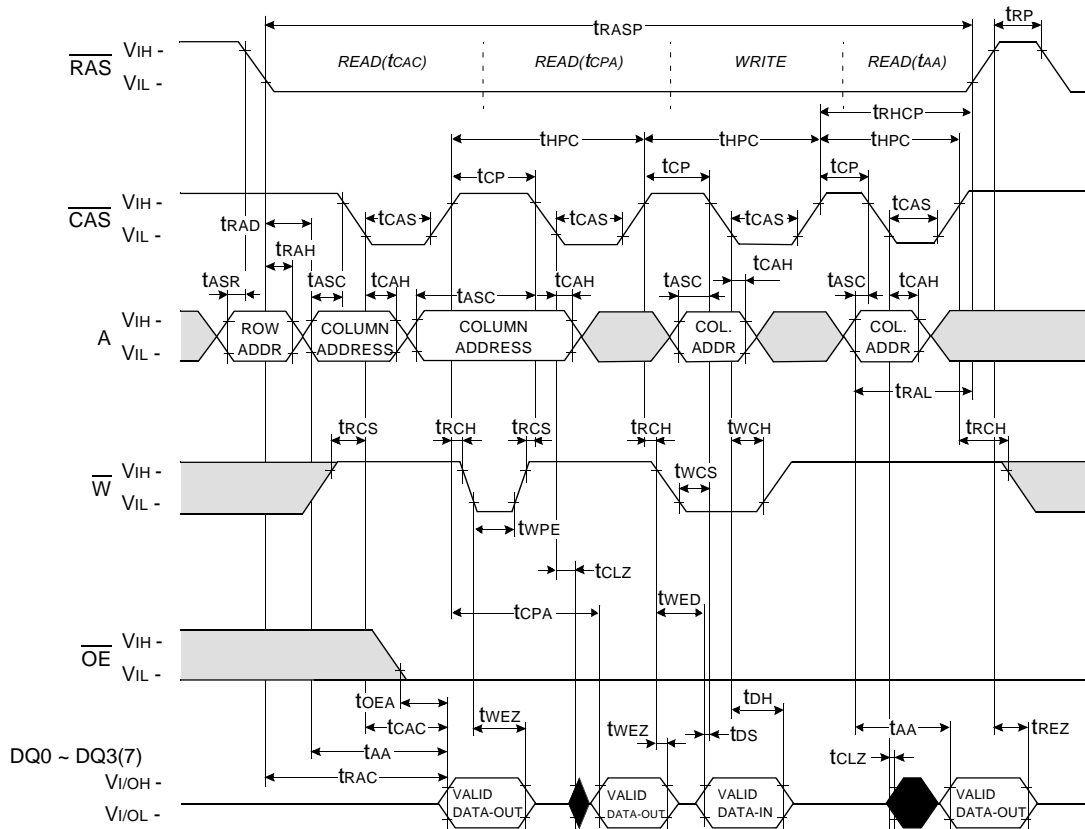 tRASP
tRP
RAS
VIH -
VIL -
READ(tCAC)
READ(tCPA)
WRITE
READ(tAA)
tRHCP
tHPC
tHPC
tHPC
tCP
tCP
tCP
CAS
VIH -
VIL -
tCAS
tCAS
tCAS
tCAS
tRAD
tRAH
tASR
tASC
tCAH
tASC
tCAH
tASC
tCAH
tASC
tCAH
A
VIH -
VIL -
ROW
ADDR
COLUMN
ADDRESS
COLUMN
ADDRESS
COL.
ADDR
COL.
ADDR
tRAL
tRCS
tRCH
tRCS
tRCH
tWCH
tRCH
W
VIH -
VIL -
tWCS
tWPE
tCLZ
tCPA
tWED
OE
VIH -
VIL -
tOEA
tCAC
tWEZ
tWEZ
tDH
tDS
tAA
tREZ
tAA
tCLZ
tRAC
DQ0 ~ DQ3(7)
VI/OH -
VI/OL -
VALID
DATA-OUT
VALID
DATA-OUT
VALID
DATA-IN
VALID
DATA-OUT